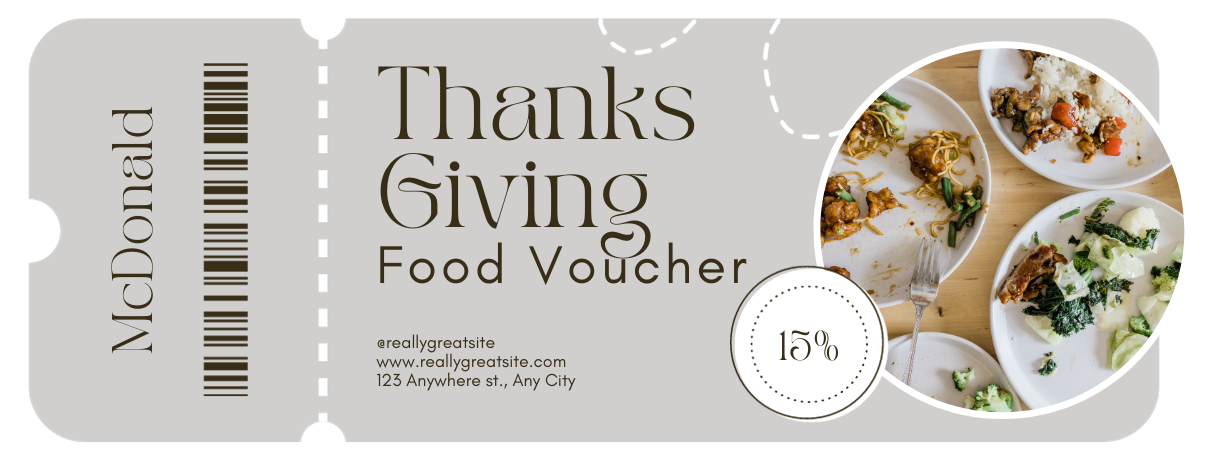 McDonald
Thanks
Giving
Food Voucher
@reallygreatsite
www.reallygreatsite.com
123 Anywhere st., Any City
15%